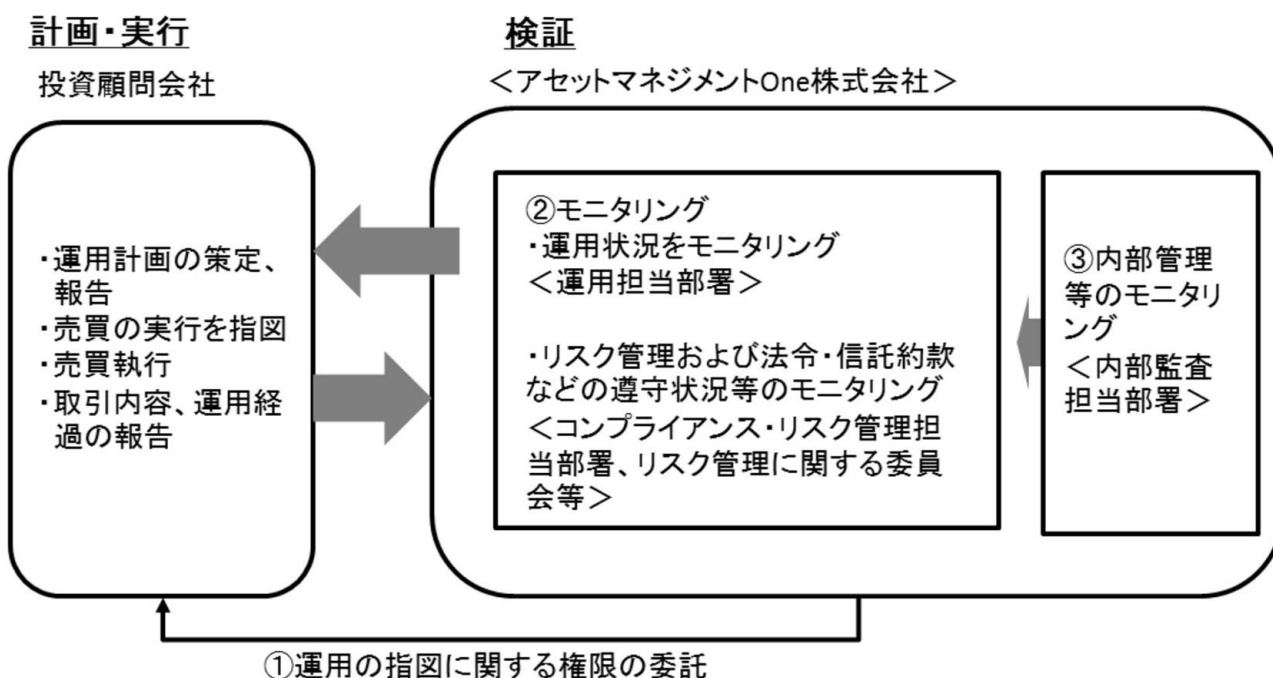 計画・実行
投資顧問会社
・運用計画の策定、
報告
・売買の実行を指図
・売買執行
・取引内容、運用経
過の報告
検証
＜アセットマネジメントOne株式会社＞
②モニタリング
・運用状況をモニタリング
＜運用担当部署＞
・リスク管理および法令・信託約款
などの遵守状況等のモニタリング
＜コンプライアンス・リスク管理担
当部署、リスク管理に関する委員
会等＞
③内部管理
等のモニタリ
ング
＜内部監査
担当部署＞
①運用の指図に関する権限の委託